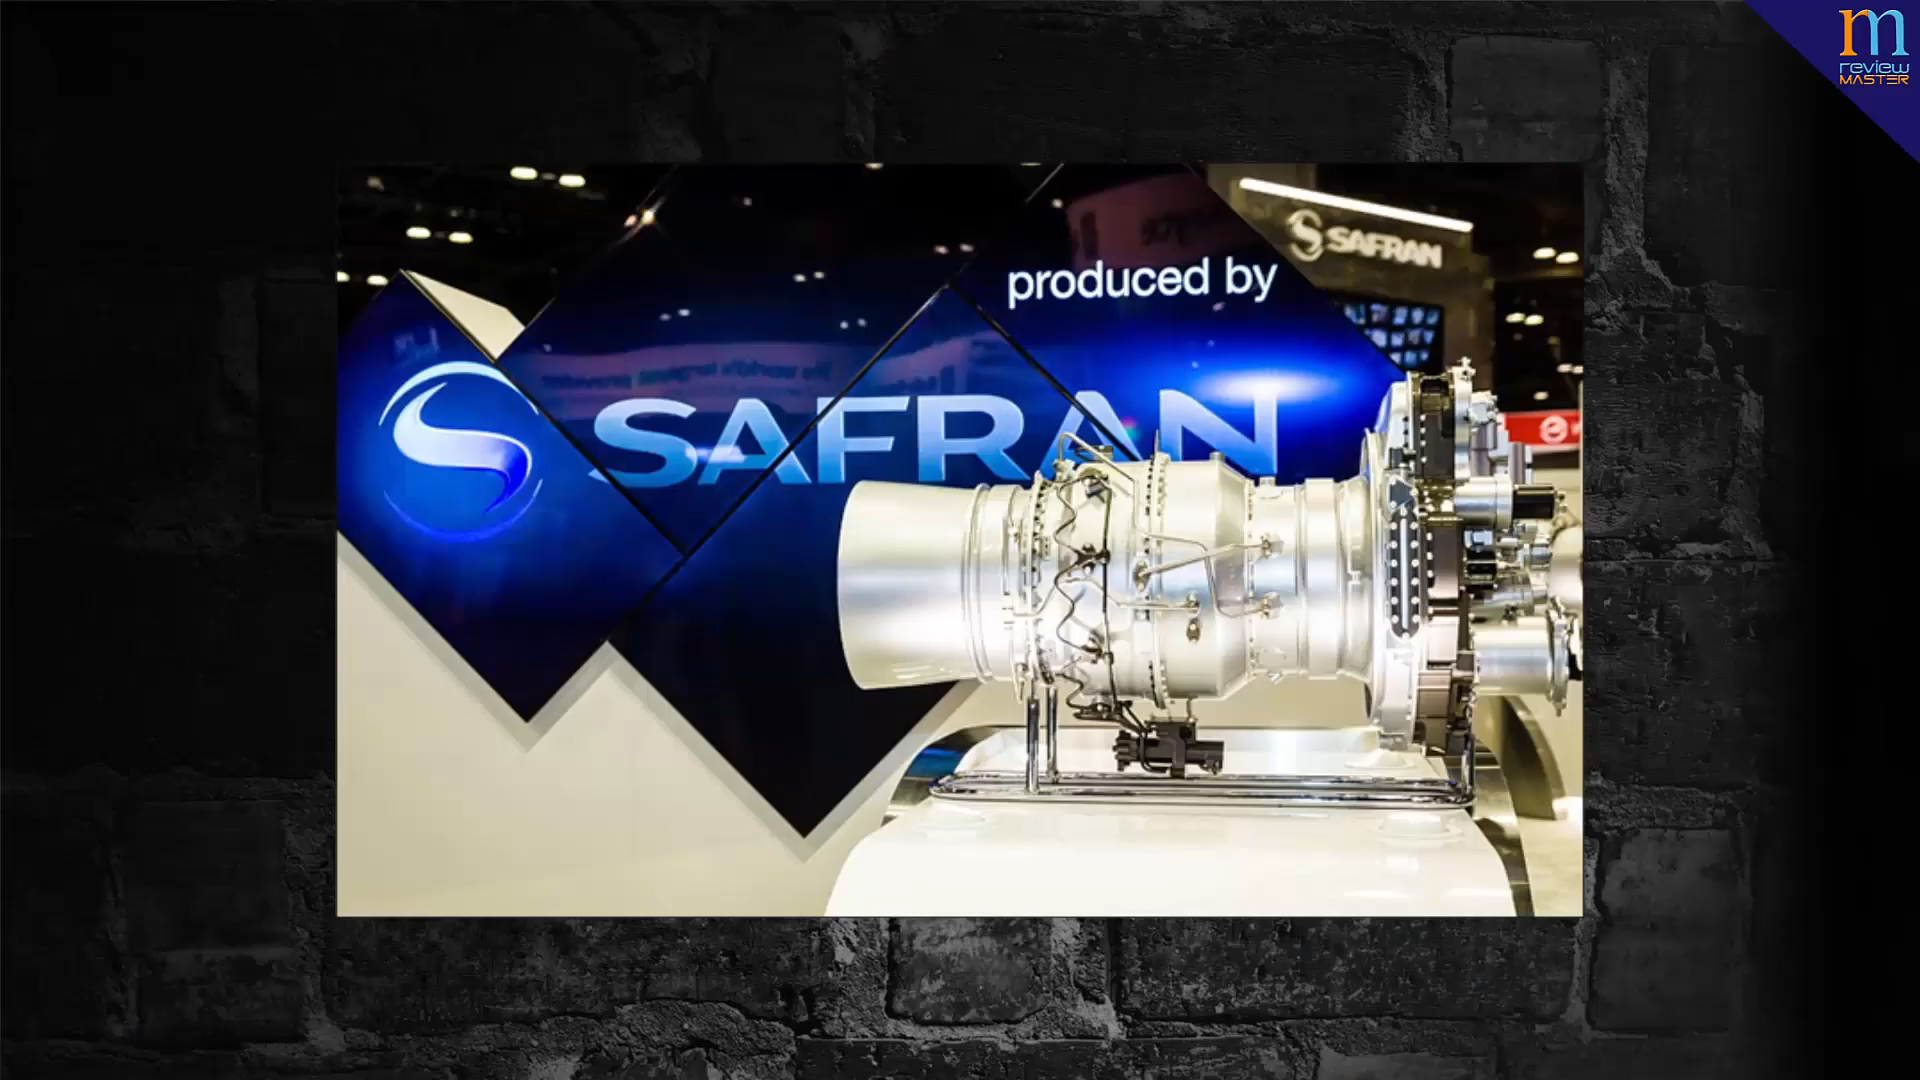 review
MASTER
SAFRAN
produced by
SAFRAN